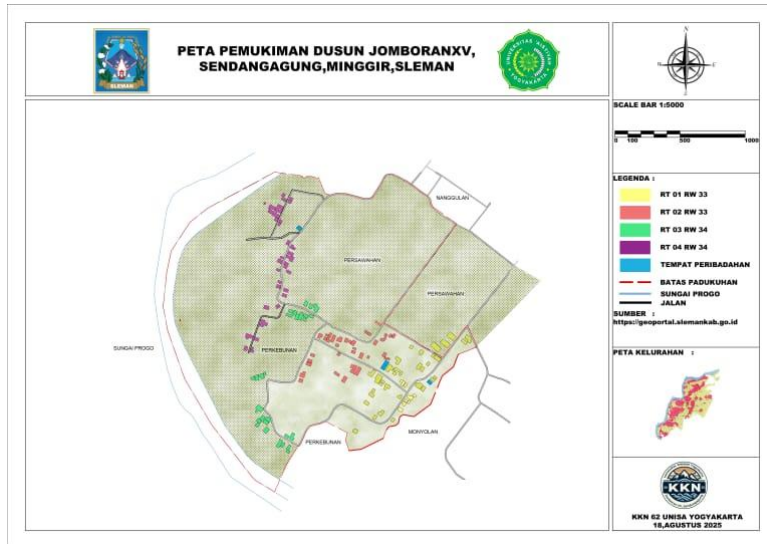 PETA PEMUKIMAN DUSUN JOMBORANXV,
SENDANGAGUNG,MINGGIR,SLEMAN
SLEMAN
UNIVERSITAS 'AISYIYAH
YOGYAKARTA
SCALE BAR 1:5000
0 100 500 1000
LEGENDA :
RT 01 RW 33
RT 02 RW 33
RT 03 RW 34
RT 04 RW 34
TEMPAT PERIBADAHAN
BATAS PADUKUHAN
SUNGAI PROGO
JALAN
SUMBER :
https://geoportal.slemankab.go.id
PETA KELURAHAN :
KKN
KKN 62 UNISA YOGYAKARTA
18,AGUSTUS 2025
NANGGULAN
PERSAWAHAN
PERSAWAHAN
SUNGAI PROGO
PERKEBUNAN
MONYOLAN
PERKEBUNAN